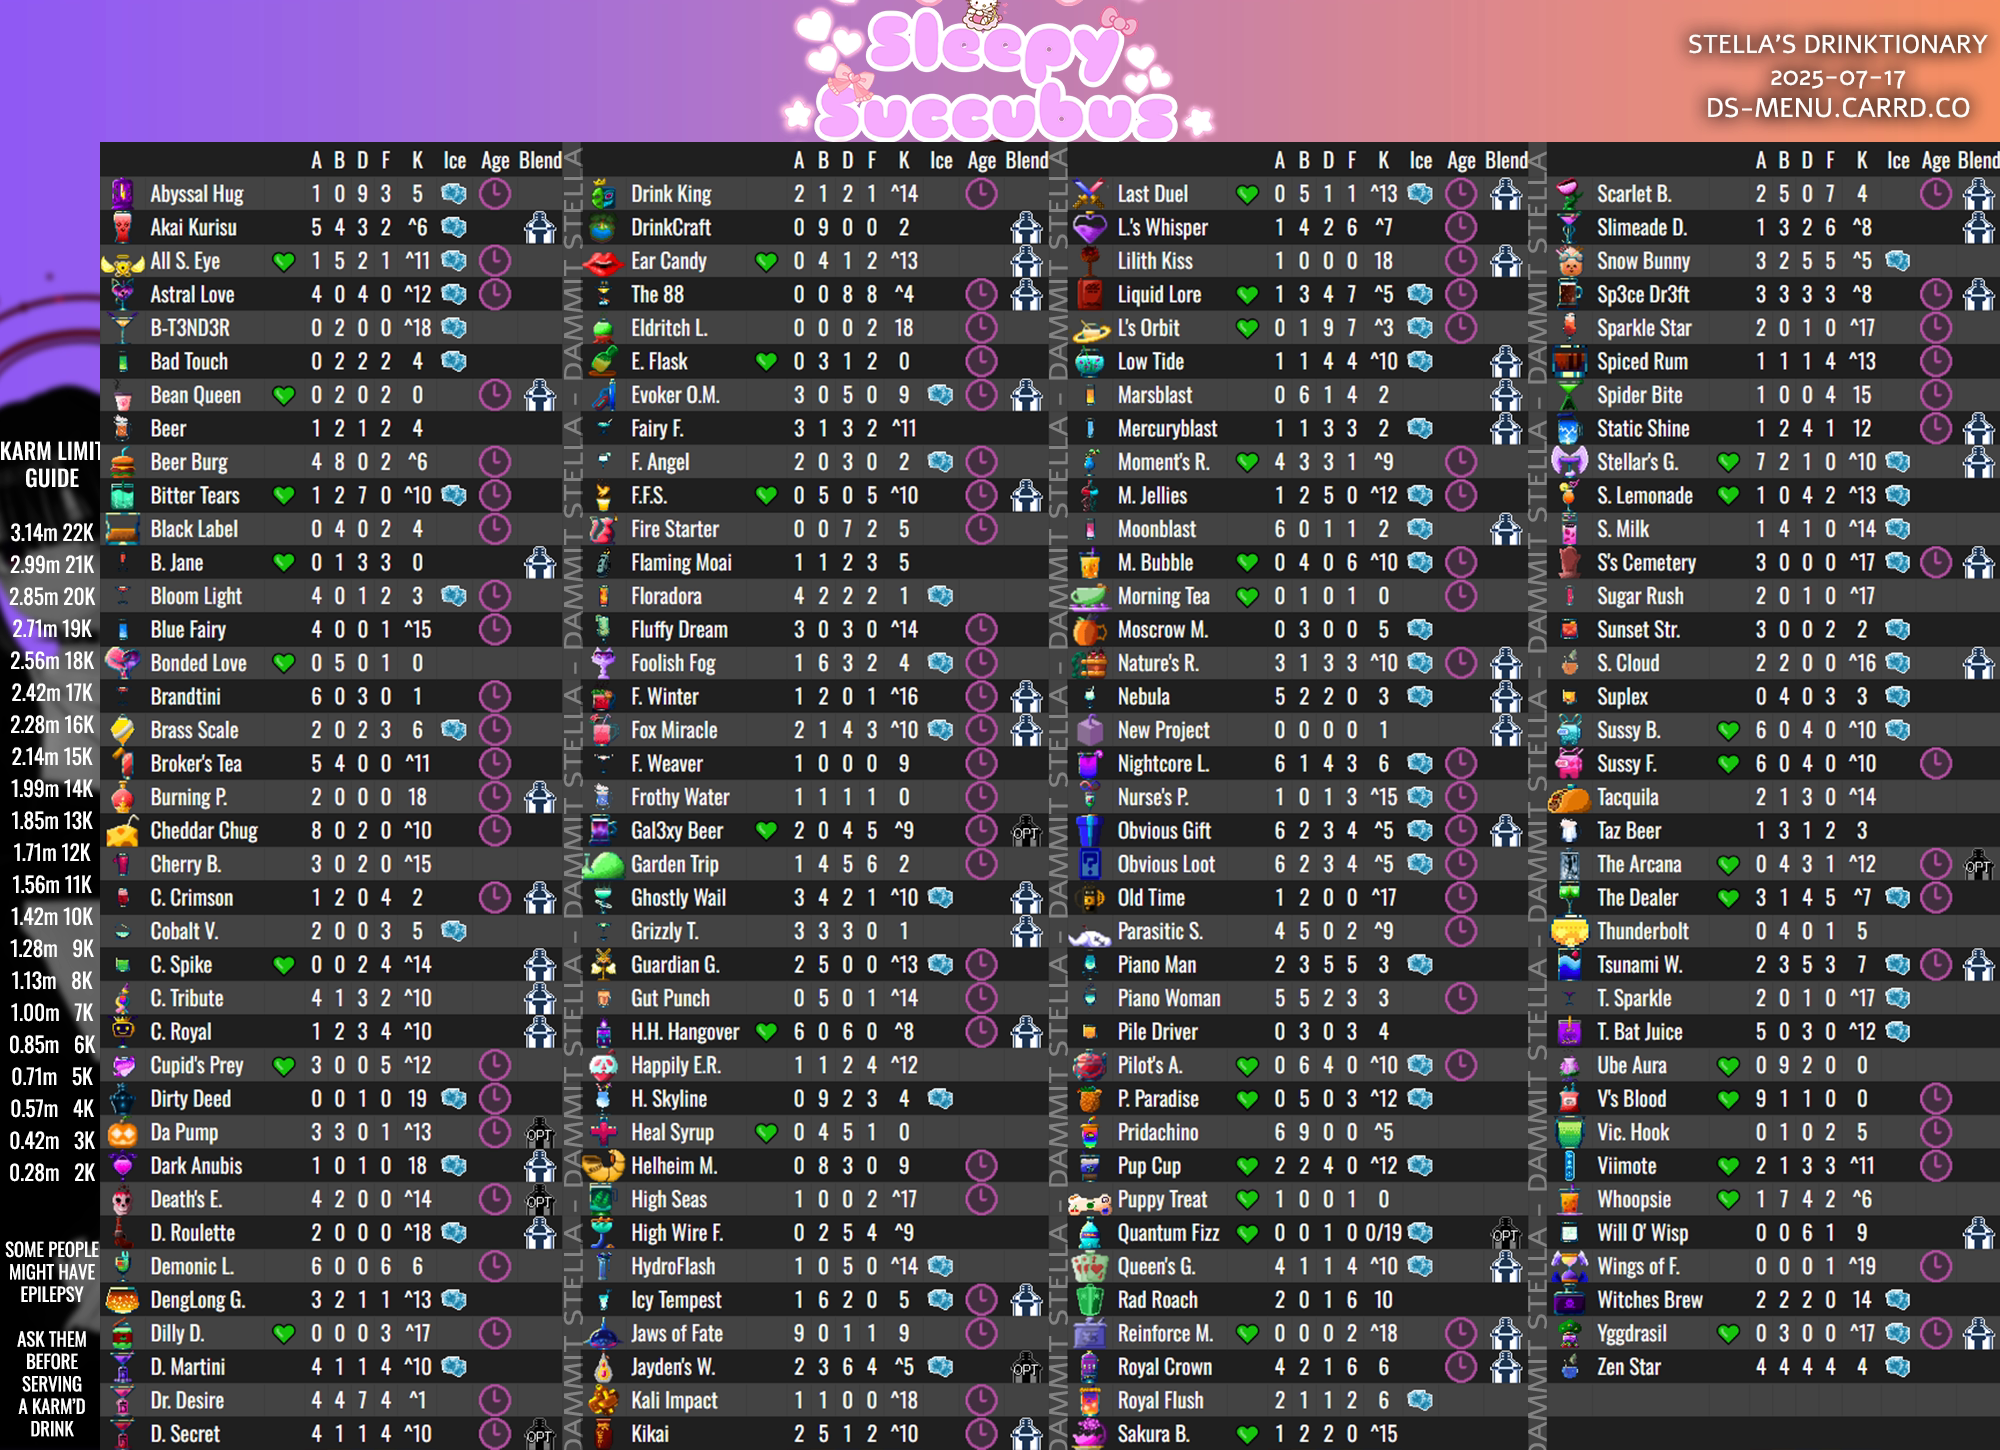 Sleepy
Succubus
STELLA'S DRINKTIONARY
2025-07-17
DS-MENU.CARRD.CO
KARM LIMIT
GUIDE
3.14m 22K
2.99m 21K
2.85m 20K
2.71m 19K
2.56m 18K
2.42m 17K
2.28m 16K
2.14m 15K
1.99m 14K
1.85m 13K
1.71m 12K
1.56m 11K
1.42m 10K
1.28m 9K
1.13m 8K
1.00m 7K
0.85m 6K
0.71m 5K
0.57m 4K
0.42m 3K
0.28m 2K
SOME PEOPLE
MIGHT HAVE
EPILEPSY
ASK THEM
BEFORE
SERVING
A KARM'D
DRINK
A B D F K Ice Age Blend
Abyssal Hug 1 0 9 3 5
Akai Kurisu 5 4 3 2 ^6
All S. Eye 1 5 2 1 ^11
Astral Love 4 0 4 0 ^12
B-T3ND3R 0 2 0 0 ^18
Bad Touch 0 2 2 2 4
Bean Queen 0 2 0 2 0
Beer 1 2 1 2 4
Beer Burg 4 8 0 2 ^6
Bitter Tears 1 2 7 0 ^10
Black Label 0 4 0 2 4
B. Jane 0 1 3 3 0
Bloom Light 4 0 1 2 3
Blue Fairy 4 0 0 1 ^15
Bonded Love 0 5 0 1 0
Brandtini 6 0 3 0 1
Brass Scale 2 0 2 3 6
Broker's Tea 5 4 0 0 ^11
Burning P. 2 0 0 0 18
Cheddar Chug 8 0 2 0 ^10
Cherry B. 3 0 2 0 ^15
C. Crimson 1 2 0 4 2
Cobalt V. 2 0 0 3 5
C. Spike 0 0 2 4 ^14
C. Tribute 4 1 3 2 ^10
C. Royal 1 2 3 4 ^10
Cupid's Prey 3 0 0 5 ^12
Dirty Deed 0 0 1 0 19
Da Pump 3 3 0 1 ^13 OPT
Dark Anubis 1 0 1 0 18
Death's E. 4 2 0 0 ^14 OPT
D. Roulette 2 0 0 0 ^18
Demonic L. 6 0 0 6 6
DengLong G. 3 2 1 1 ^13
Dilly D. 0 0 0 3 ^17
D. Martini 4 1 1 4 ^10
Dr. Desire 4 4 7 4 ^1
D. Secret 4 1 1 4 ^10 OPT
DAMMIT STELLA - DAMMIT STELLA - DAMMIT STELLA - DAMMIT STELLA - DAMMIT STELLA
A B D F K Ice Age Blend
Drink King 2 1 2 1 ^14
DrinkCraft 0 9 0 0 2
Ear Candy 0 4 1 2 ^13
The 88 0 0 8 8 ^4
Eldritch L. 0 0 0 2 18
E. Flask 0 3 1 2 0
Evoker O.M. 3 0 5 0 9
Fairy F. 3 1 3 2 ^11
F. Angel 2 0 3 0 2
F.F.S. 0 5 0 5 ^10
Fire Starter 0 0 7 2 5
Flaming Moai 1 1 2 3 5
Floradora 4 2 2 2 1
Fluffy Dream 3 0 3 0 ^14
Foolish Fog 1 6 3 2 4
F. Winter 1 2 0 1 ^16
Fox Miracle 2 1 4 3 ^10
F. Weaver 1 0 0 0 9
Frothy Water 1 1 1 1 0
Gal3xy Beer 2 0 4 5 ^9 OPT
Garden Trip 1 4 5 6 2
Ghostly Wail 3 4 2 1 ^10
Grizzly T. 3 3 3 0 1
Guardian G. 2 5 0 0 ^13
Gut Punch 0 5 0 1 ^14
H.H. Hangover 6 0 6 0 ^8
Happily E.R. 1 1 2 4 ^12
H. Skyline 0 9 2 3 4
Heal Syrup 0 4 5 1 0
Helheim M. 0 8 3 0 9
High Seas 1 0 0 2 ^17
High Wire F. 0 2 5 4 ^9
HydroFlash 1 0 5 0 ^14
Icy Tempest 1 6 2 0 5
Jaws of Fate 9 0 1 1 9
Jayden's W. 2 3 6 4 ^5 OPT
Kali Impact 1 1 0 0 ^18
Kikai 2 5 1 2 ^10
DAMMIT STELLA - DAMMIT STELLA - DAMMIT STELLA - DAMMIT STELLA - DAMMIT STELLA
A B D F K Ice Age Blend
Last Duel 0 5 1 1 ^13
L.'s Whisper 1 4 2 6 ^7
Lilith Kiss 1 0 0 0 18
Liquid Lore 1 3 4 7 ^5
L's Orbit 0 1 9 7 ^3
Low Tide 1 1 4 4 ^10
Marsblast 0 6 1 4 2
Mercuryblast 1 1 3 3 2
Moment's R. 4 3 3 1 ^9
M. Jellies 1 2 5 0 ^12
Moonblast 6 0 1 1 2
M. Bubble 0 4 0 6 ^10
Morning Tea 0 1 0 1 0
Moscrow M. 0 3 0 0 5
Nature's R. 3 1 3 3 ^10
Nebula 5 2 2 0 3
New Project 0 0 0 0 1
Nightcore L. 6 1 4 3 6
Nurse's P. 1 0 1 3 ^15
Obvious Gift 6 2 3 4 ^5
Obvious Loot 6 2 3 4 ^5
Old Time 1 2 0 0 ^17
Parasitic S. 4 5 0 2 ^9
Piano Man 2 3 5 5 3
Piano Woman 5 5 2 3 3
Pile Driver 0 3 0 3 4
Pilot's A. 0 6 4 0 ^10
P. Paradise 0 5 0 3 ^12
Pridachino 6 9 0 0 ^5
Pup Cup 2 2 4 0 ^12
Puppy Treat 1 0 0 1 0
Quantum Fizz 0 0 1 0 0/19 OPT
Queen's G. 4 1 1 4 ^10
Rad Roach 2 0 1 6 10
Reinforce M. 0 0 0 2 ^18
Royal Crown 4 2 1 6 6
Royal Flush 2 1 1 2 6
Sakura B. 1 2 2 0 ^15
DAMMIT STELLA - DAMMIT STELLA - DAMMIT STELLA - DAMMIT STELLA - DAMMIT STELLA
A B D F K Ice Age Blend
Scarlet B. 2 5 0 7 4
Slimeade D. 1 3 2 6 ^8
Snow Bunny 3 2 5 5 ^5
Sp3ce Dr3ft 3 3 3 3 ^8
Sparkle Star 2 0 1 0 ^17
Spiced Rum 1 1 1 4 ^13
Spider Bite 1 0 0 4 15
Static Shine 1 2 4 1 12
Stellar's G. 7 2 1 0 ^10
S. Lemonade 1 0 4 2 ^13
S. Milk 1 4 1 0 ^14
S's Cemetery 3 0 0 0 ^17
Sugar Rush 2 0 1 0 ^17
Sunset Str. 3 0 0 2 2
S. Cloud 2 2 0 0 ^16
Suplex 0 4 0 3 3
Sussy B. 6 0 4 0 ^10
Sussy F. 6 0 4 0 ^10
Tacquila 2 1 3 0 ^14
Taz Beer 1 3 1 2 3
The Arcana 0 4 3 1 ^12 OPT
The Dealer 3 1 4 5 ^7
Thunderbolt 0 4 0 1 5
Tsunami W. 2 3 5 3 7
T. Sparkle 2 0 1 0 ^17
T. Bat Juice 5 0 3 0 ^12
Ube Aura 0 9 2 0 0
V's Blood 9 1 1 0 0
Vic. Hook 0 1 0 2 5
Viimote 2 1 3 3 ^11
Whoopsie 1 7 4 2 ^6
Will O' Wisp 0 0 6 1 9
Wings of F. 0 0 0 1 ^19
Witches Brew 2 2 2 0 14
Yggdrasil 0 3 0 0 ^17
Zen Star 4 4 4 4 4